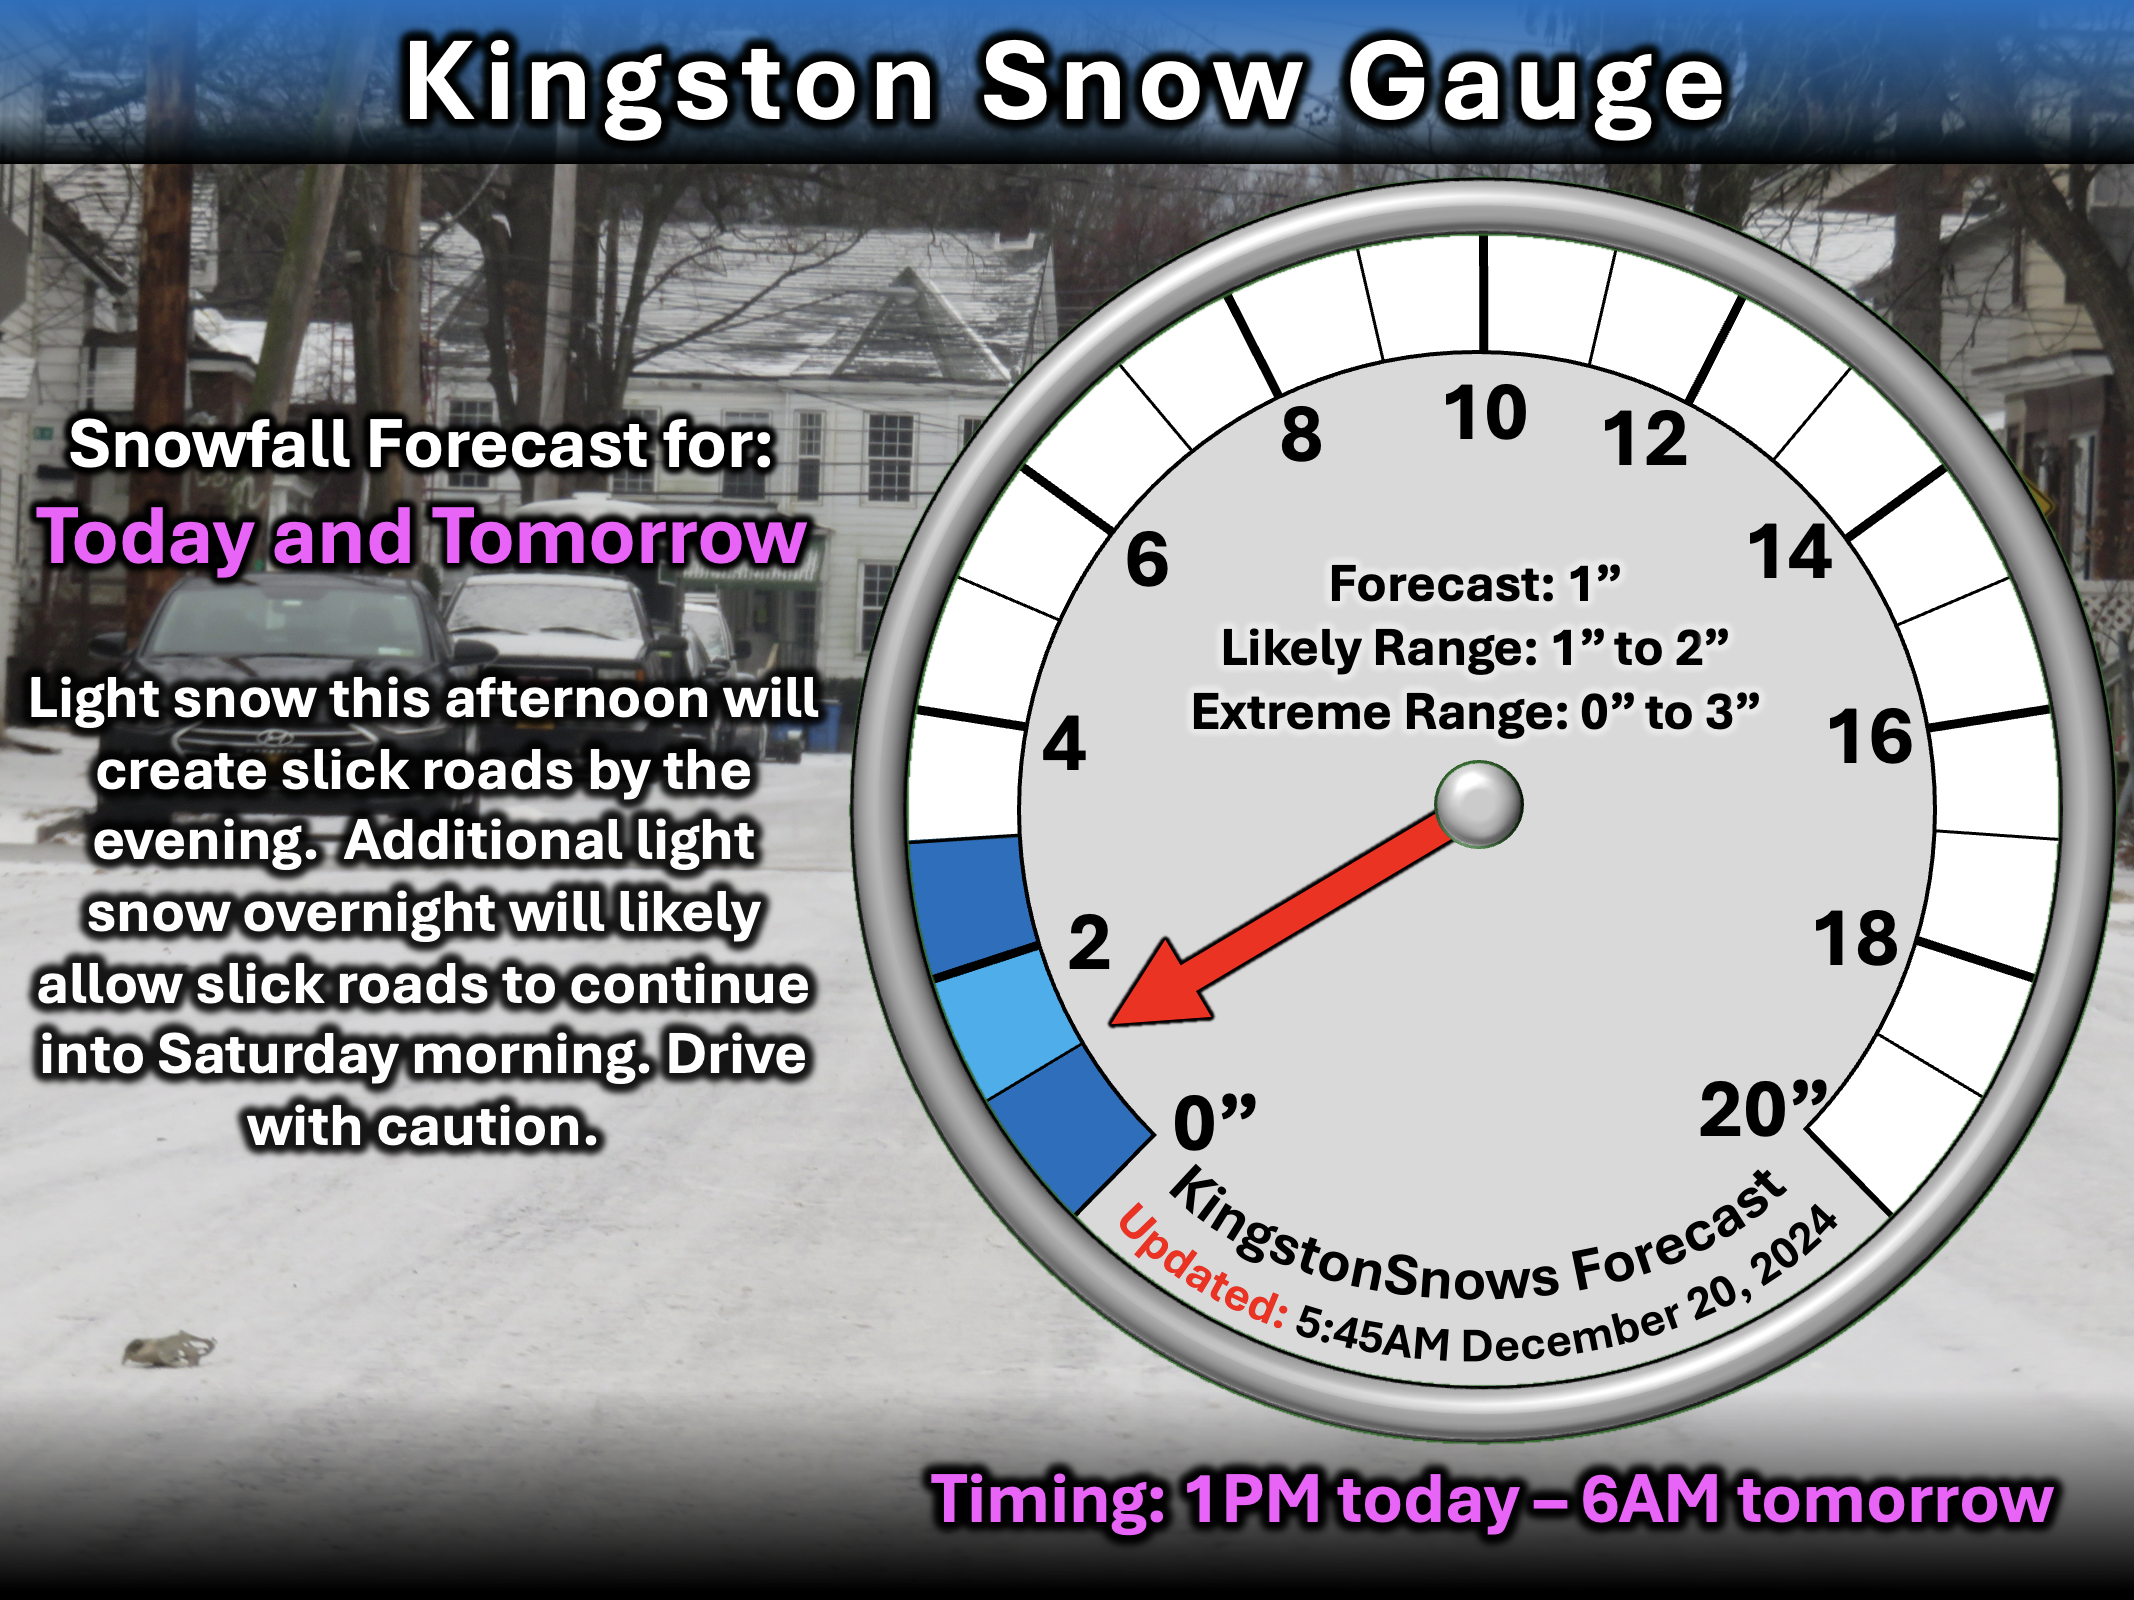 Kingston Snow Gauge
Snowfall Forecast for:
Today and Tomorrow
Light snow this afternoon will
create slick roads by the
evening.  Additional light
snow overnight will likely
allow slick roads to continue
into Saturday morning. Drive
with caution.
0”
2
4
6
8
10
12
14
16
18
20”
Forecast: 1”
Likely Range: 1” to 2”
Extreme Range: 0” to 3”
KingstonSnows Forecast
Updated: 5:45AM December 20, 2024
Timing: 1PM today – 6AM tomorrow